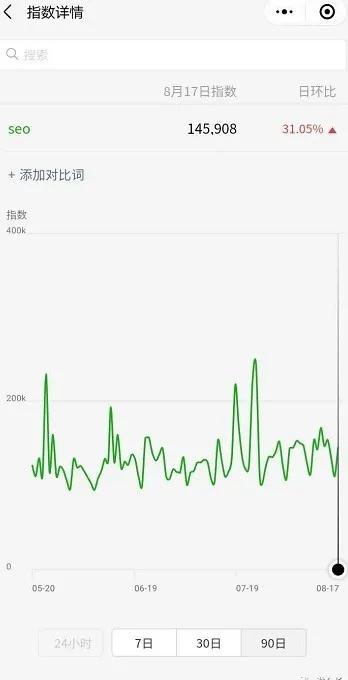 指数详情
搜索
8月17日指数 日环比
seo 145,908 31.05%
+ 添加对比词
指数
400k
200k
0
05-20 06-19 07-19 08-17
24小时 7日 30日 90日